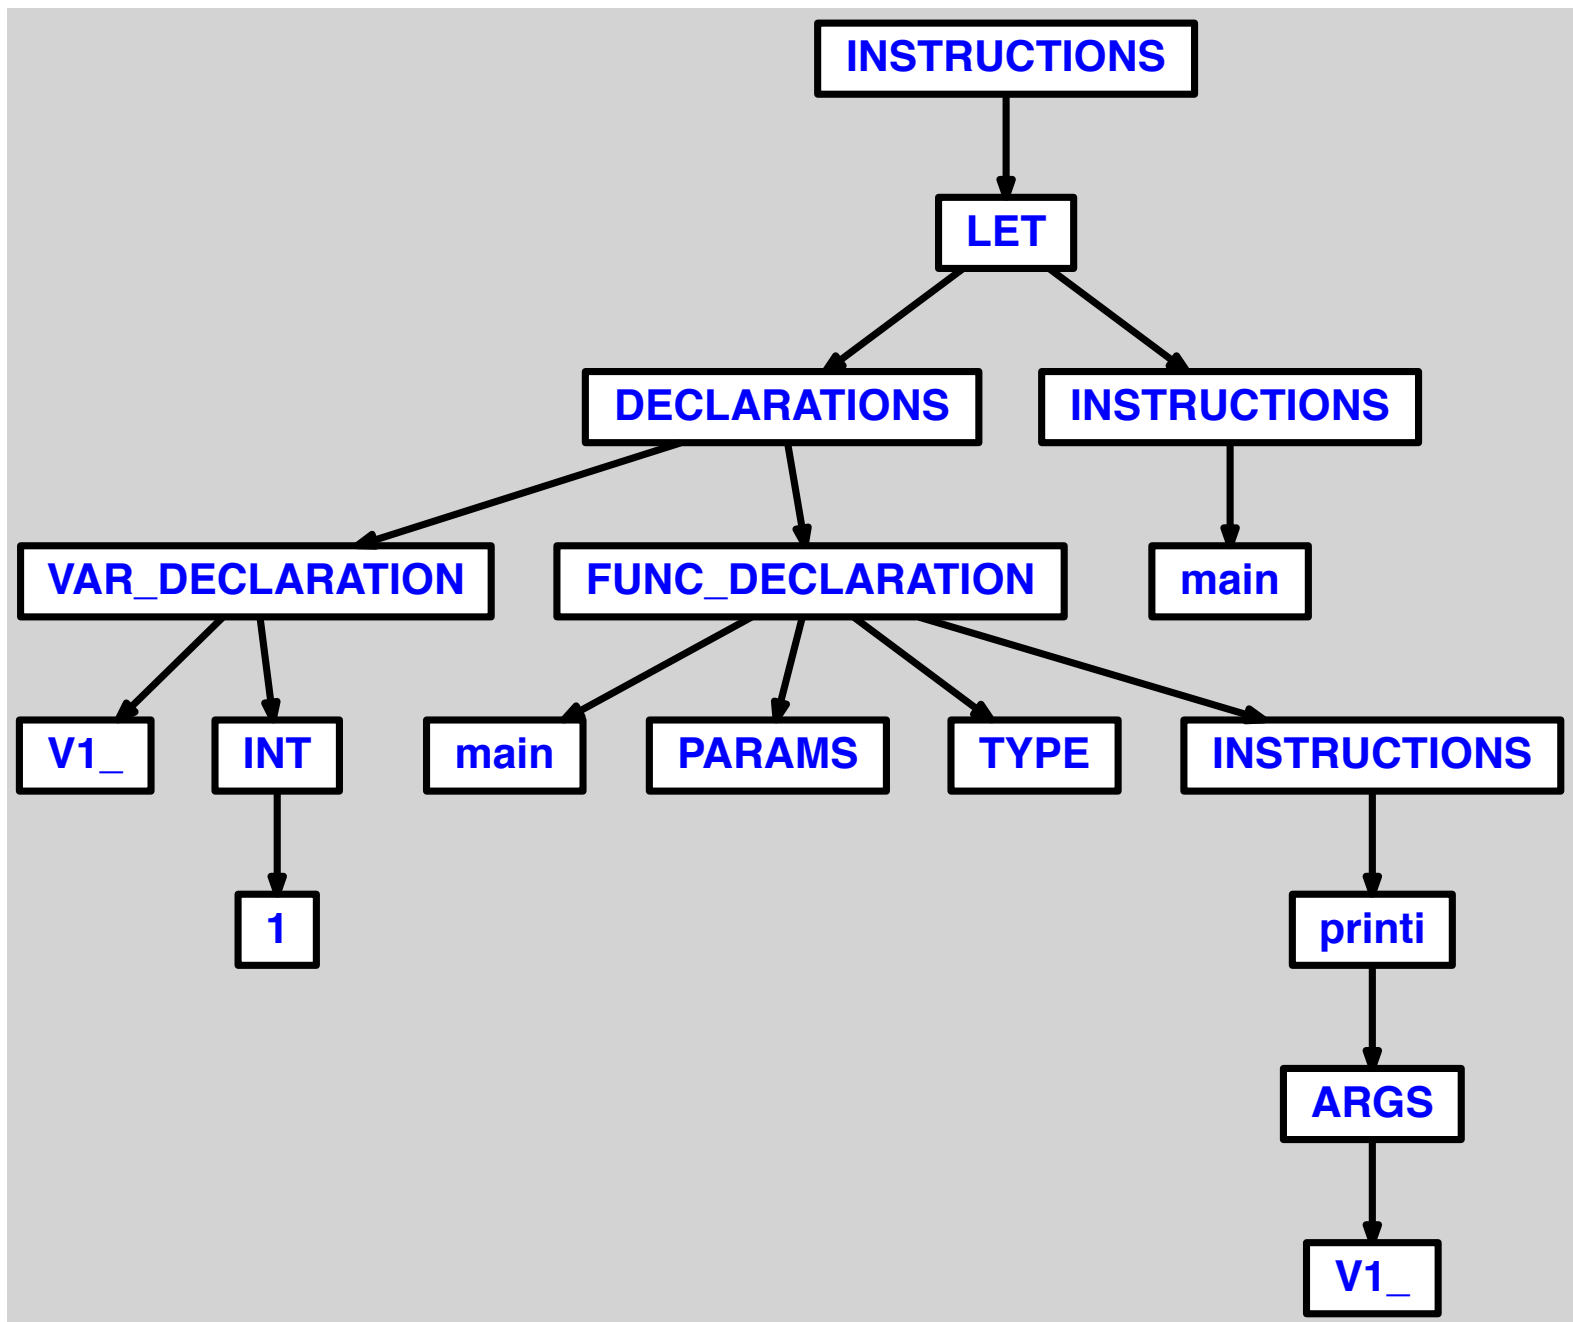 INSTRUCTIONS
LET
DECLARATIONS
INSTRUCTIONS
VAR_DECLARATION
FUNC_DECLARATION
main
V1_
INT
main
PARAMS
TYPE
INSTRUCTIONS
1
printi
ARGS
V1_